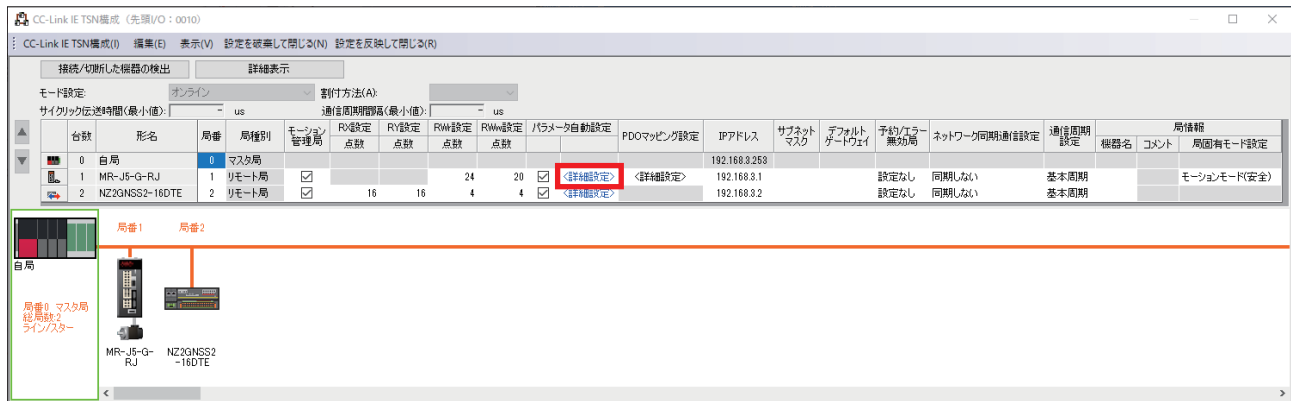 CC-Link IE TSN構成（先頭I/O：0010）
CC-Link IE TSN構成(I) 編集(E) 表示(V) 設定を破棄して閉じる(N) 設定を反映して閉じる(R)
接続/切断した機器の検出 詳細表示
モード設定: オンライン 割付方法(A):
サイクリック伝送時間(最小値): - us 通信周期間隔(最小値): - us
台数 形名 局番 局種別 モーション管理局 RX設定 点数 RY設定 点数 RWr設定 点数 RWw設定 点数 パラメータ自動設定 PDOマッピング設定 IPアドレス サブネットマスク デフォルトゲートウェイ 予約/エラー無効局 ネットワーク同期通信設定 通信周期設定 局情報 機器名 コメント 局固有モード設定
0 自局 0 マスタ局 192.168.3.253
1 MR-J5-G-RJ 1 リモート局 24 20 <詳細設定> <詳細設定> 192.168.3.1 設定なし 同期しない 基本周期 モーションモード(安全)
2 NZ2GNSS2-16DTE 2 リモート局 16 16 4 4 <詳細設定> 192.168.3.2 設定なし 同期しない 基本周期
局番1 局番2
自局
局番0 マスタ局
総局数:2
ライン/スター
MR-J5-G-
RJ
NZ2GNSS2
-16DTE